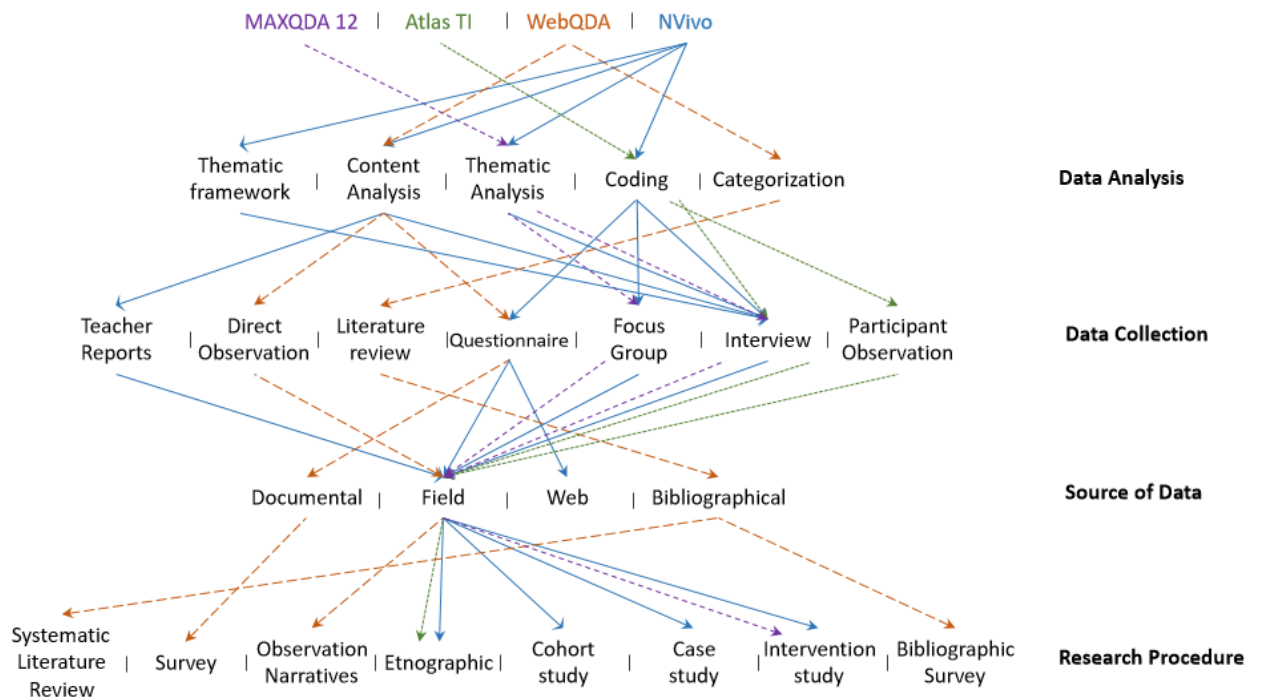 MAXQDA 12 | Atlas TI | WebQDA | NVivo
Thematic framework | Content Analysis | Thematic Analysis | Coding | Categorization
Data Analysis
Teacher Reports | Direct Observation | Literature review | Questionnaire | Focus Group | Interview | Participant Observation
Data Collection
Documental | Field | Web | Bibliographical
Source of Data
Systematic Literature Review | Survey | Observation Narratives | Etnographic | Cohort study | Case study | Intervention study | Bibliographic Survey
Research Procedure